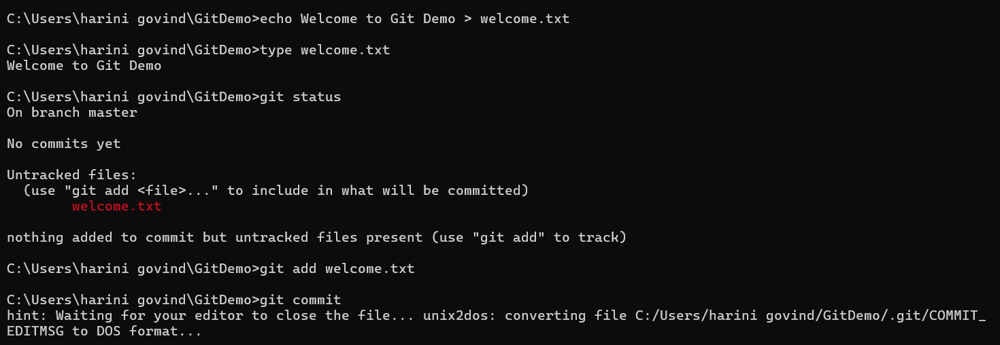 C:\Users\harini govind\GitDemo>echo Welcome to Git Demo > welcome.txt
C:\Users\harini govind\GitDemo>type welcome.txt
Welcome to Git Demo
C:\Users\harini govind\GitDemo>git status
On branch master
No commits yet
Untracked files:
  (use "git add <file>..." to include in what will be committed)
        welcome.txt
nothing added to commit but untracked files present (use "git add" to track)
C:\Users\harini govind\GitDemo>git add welcome.txt
C:\Users\harini govind\GitDemo>git commit
hint: Waiting for your editor to close the file... unix2dos: converting file C:/Users/harini govind/GitDemo/.git/COMMIT_
EDITMSG to DOS format...